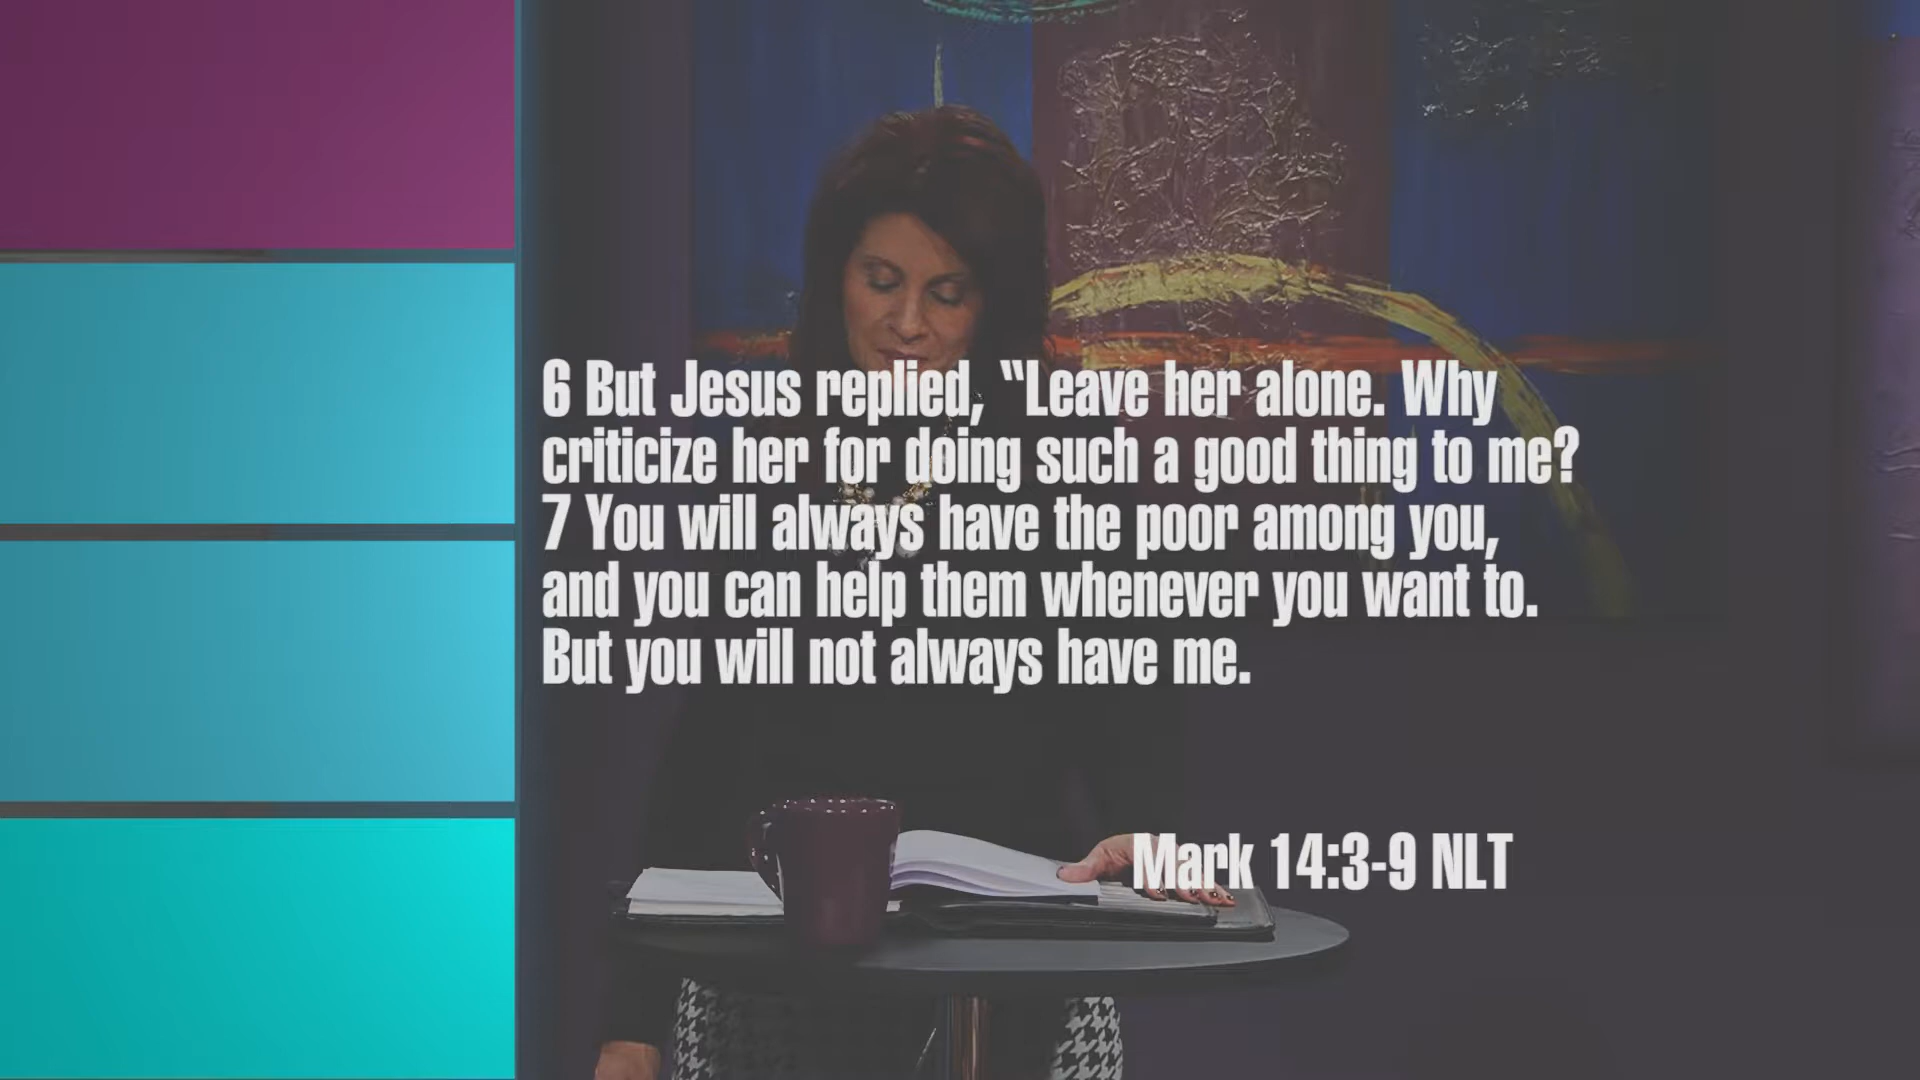 6 But Jesus replied, “Leave her alone. Why
criticize her for doing such a good thing to me?
7 You will always have the poor among you,
and you can help them whenever you want to.
But you will not always have me.
Mark 14:3-9 NLT